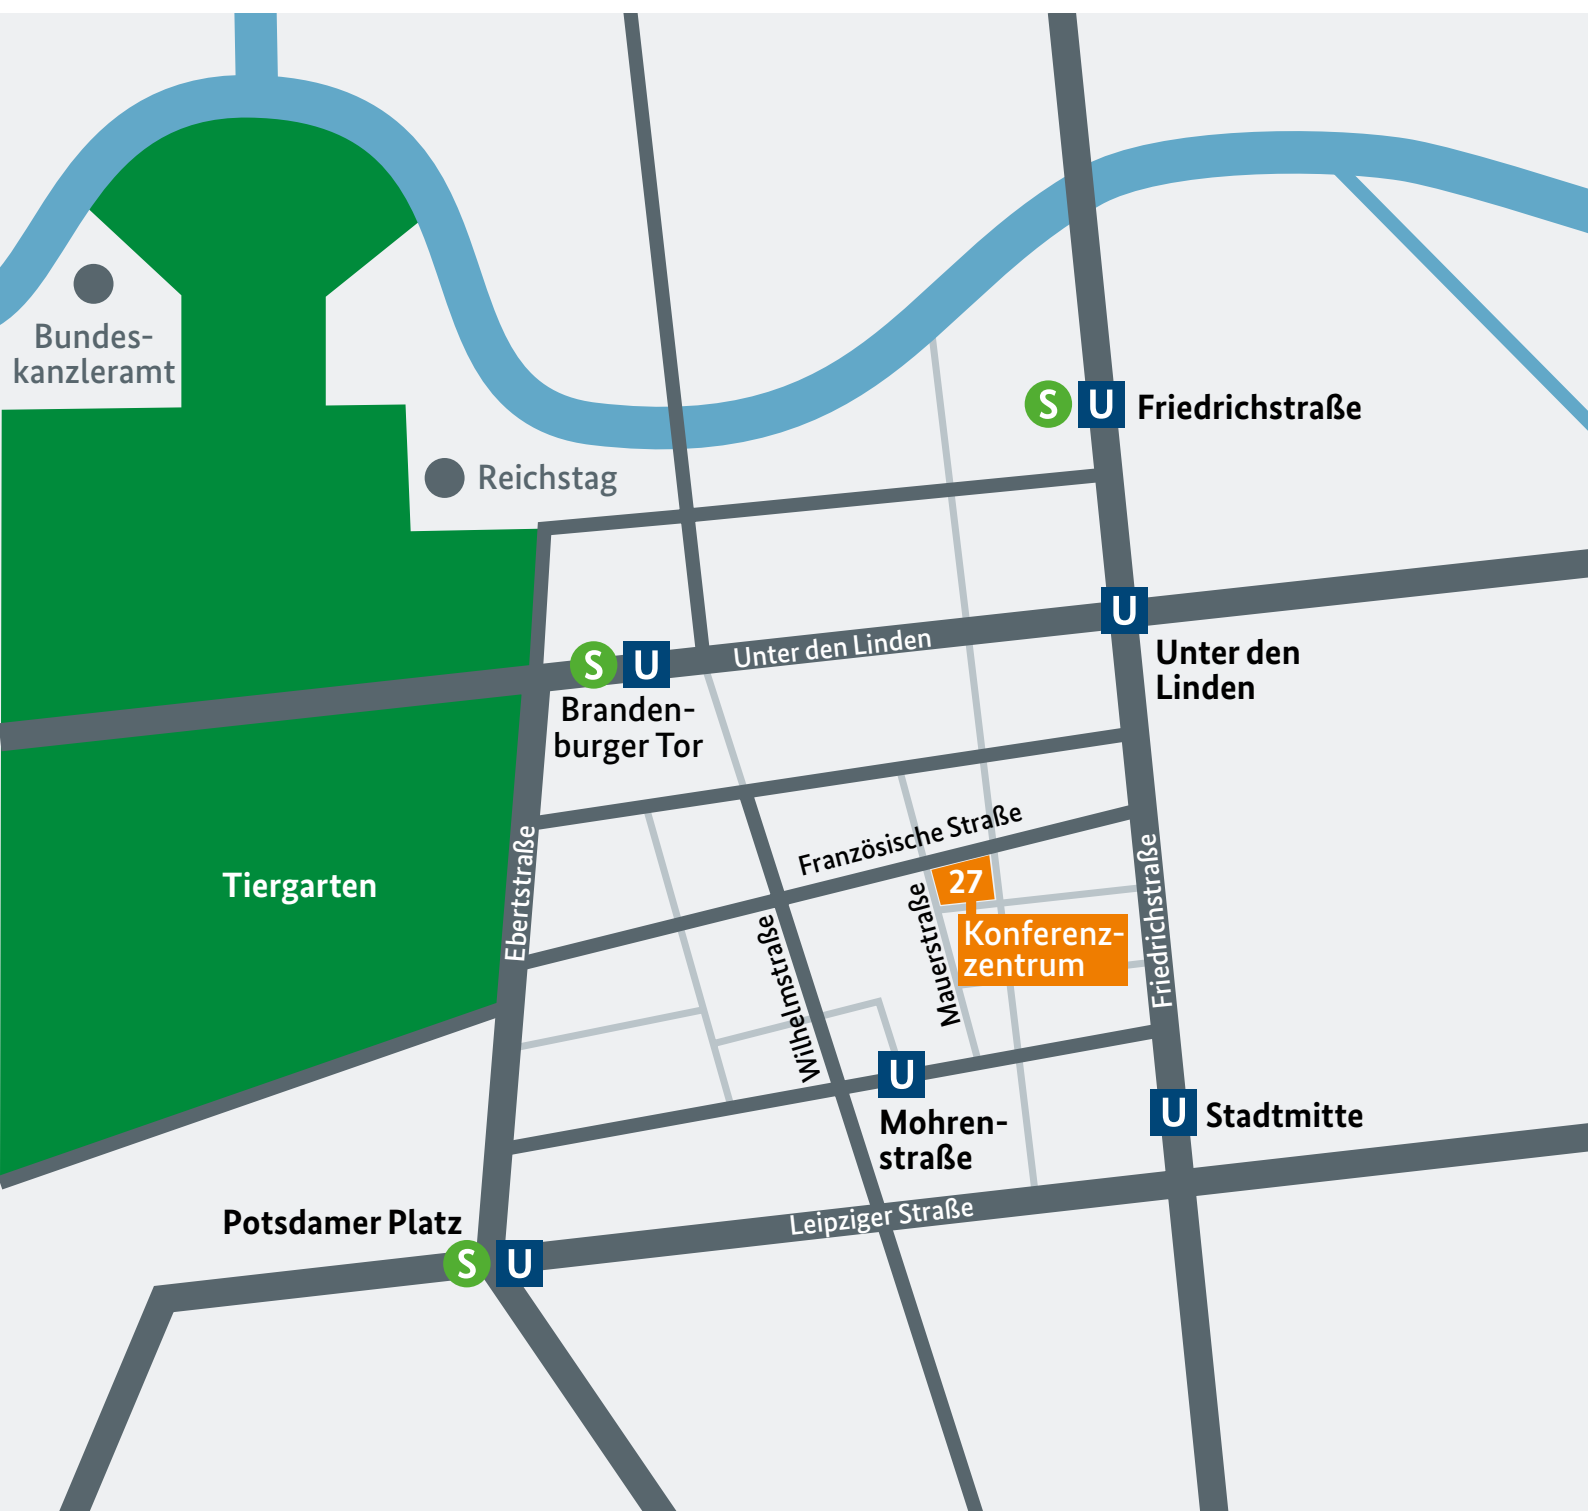 Bundes-
kanzleramt
Reichstag
S U Friedrichstraße
U
Unter den
Linden
S U
Unter den Linden
Branden-
burger Tor
Tiergarten
Ebertstraße
Französische Straße
27
Konferenz-
zentrum
Mauerstraße
Wilhelmstraße
Friedrichstraße
U
Mohren-
straße
U Stadtmitte
Potsdamer Platz
S U
Leipziger Straße